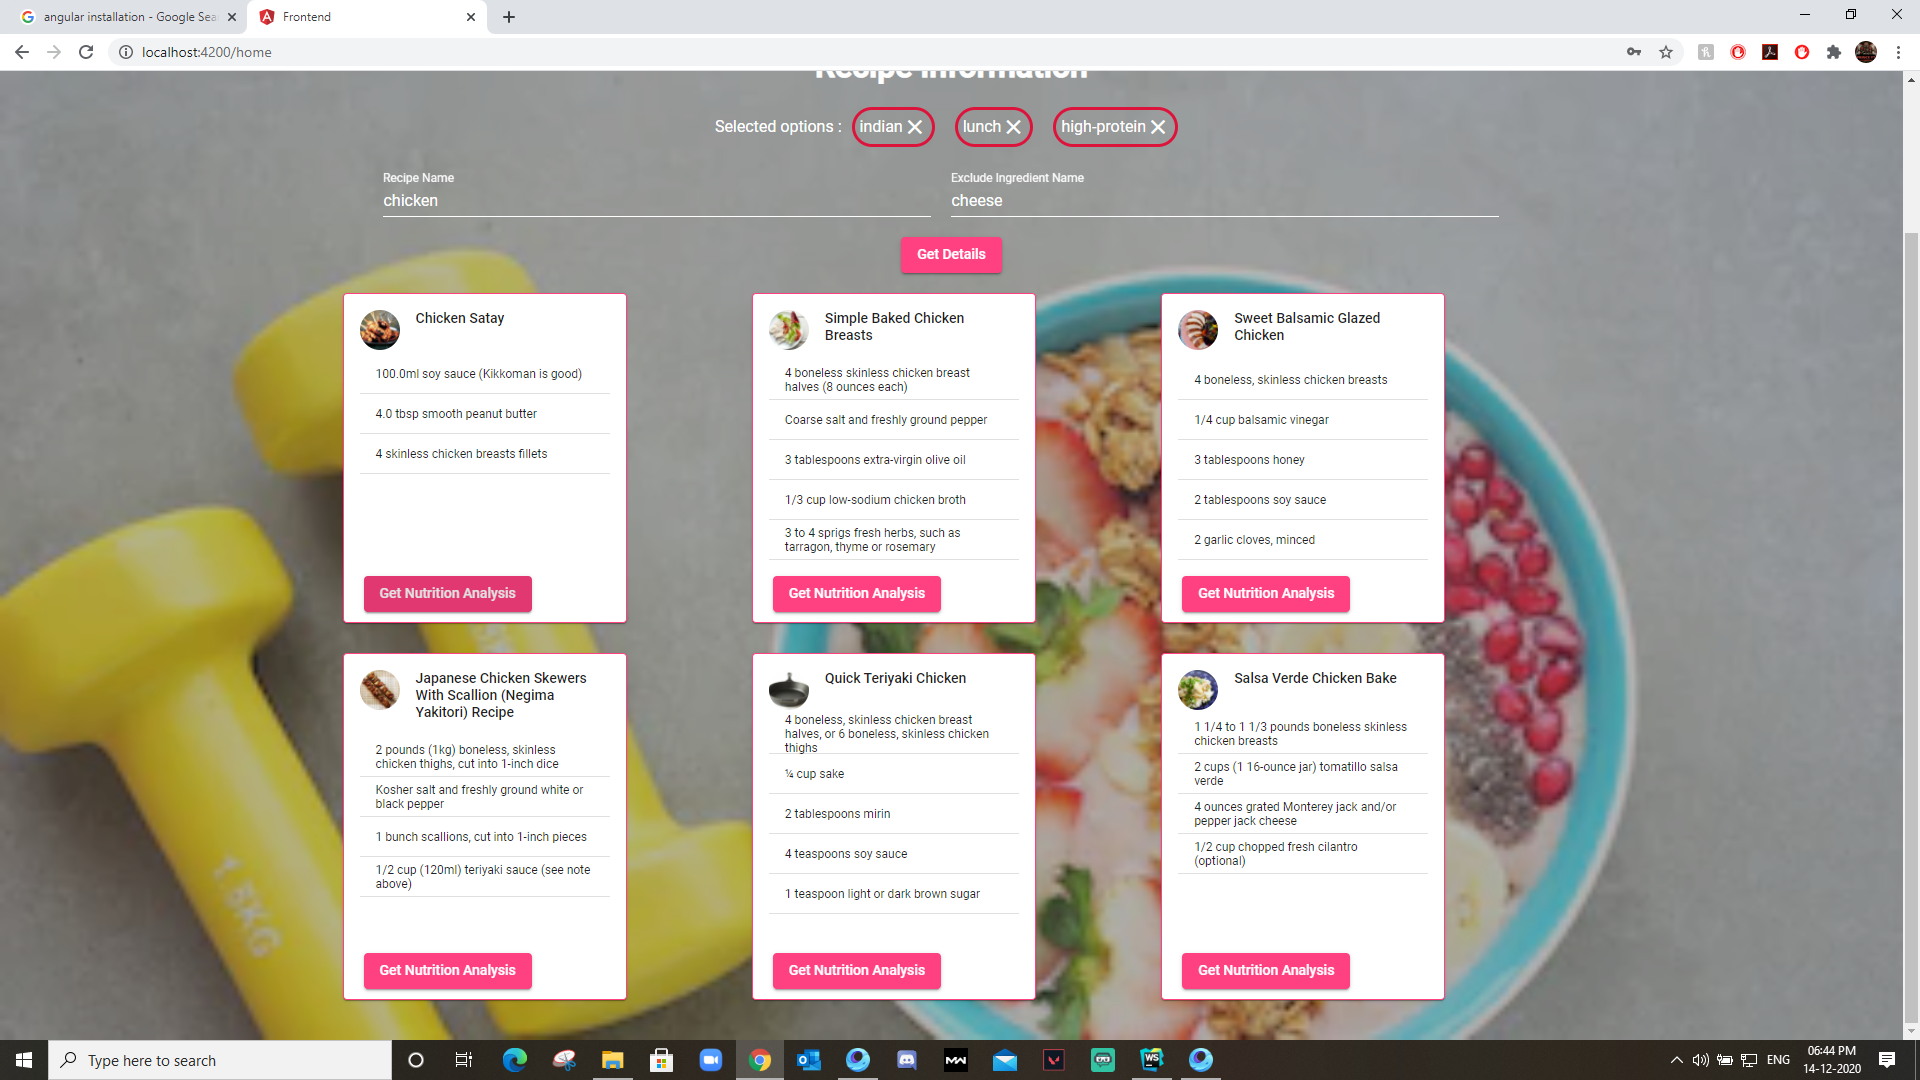 angular installation - Google Sea
Frontend
localhost:4200/home
Recipe Information
Selected options :
indian
lunch
high-protein
Recipe Name
chicken
Exclude Ingredient Name
cheese
Get Details
Chicken Satay
100.0ml soy sauce (Kikkoman is good)
4.0 tbsp smooth peanut butter
4 skinless chicken breasts fillets
Get Nutrition Analysis
Simple Baked Chicken
Breasts
4 boneless skinless chicken breast
halves (8 ounces each)
Coarse salt and freshly ground pepper
3 tablespoons extra-virgin olive oil
1/3 cup low-sodium chicken broth
3 to 4 sprigs fresh herbs, such as
tarragon, thyme or rosemary
Get Nutrition Analysis
Sweet Balsamic Glazed
Chicken
4 boneless, skinless chicken breasts
1/4 cup balsamic vinegar
3 tablespoons honey
2 tablespoons soy sauce
2 garlic cloves, minced
Get Nutrition Analysis
Japanese Chicken Skewers
With Scallion (Negima
Yakitori) Recipe
2 pounds (1kg) boneless, skinless
chicken thighs, cut into 1-inch dice
Kosher salt and freshly ground white or
black pepper
1 bunch scallions, cut into 1-inch pieces
1/2 cup (120ml) teriyaki sauce (see note
above)
Get Nutrition Analysis
Quick Teriyaki Chicken
4 boneless, skinless chicken breast
halves, or 6 boneless, skinless chicken
thighs
¼ cup sake
2 tablespoons mirin
4 teaspoons soy sauce
1 teaspoon light or dark brown sugar
Get Nutrition Analysis
Salsa Verde Chicken Bake
1 1/4 to 1 1/3 pounds boneless skinless
chicken breasts
2 cups (1 16-ounce jar) tomatillo salsa
verde
4 ounces grated Monterey jack and/or
pepper jack cheese
1/2 cup chopped fresh cilantro
(optional)
Get Nutrition Analysis
1.5KG
Type here to search
WS
ENG
06:44 PM
14-12-2020